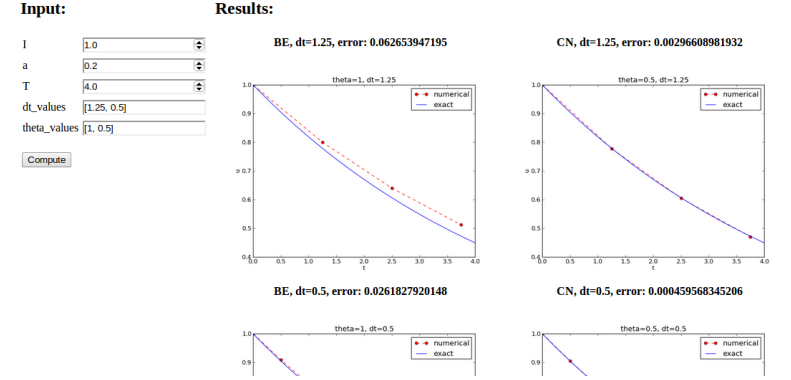 Input:
Results:
I 1.0
a 0.2
T 4.0
dt_values [1.25, 0.5]
theta_values [1, 0.5]
Compute
BE, dt=1.25, error: 0.062653947195
theta=1, dt=1.25
numerical
exact
1.0
0.9
0.8
0.7
0.6
0.5
0.4
u
0.0 0.5 1.0 1.5 2.0 2.5 3.0 3.5 4.0
t
CN, dt=1.25, error: 0.00296608981932
theta=0.5, dt=1.25
numerical
exact
1.0
0.9
0.8
0.7
0.6
0.5
0.4
u
0.0 0.5 1.0 1.5 2.0 2.5 3.0 3.5 4.0
t
BE, dt=0.5, error: 0.0261827920148
theta=1, dt=0.5
numerical
exact
1.0
0.9
CN, dt=0.5, error: 0.000459568345206
theta=0.5, dt=0.5
numerical
exact
1.0
0.9